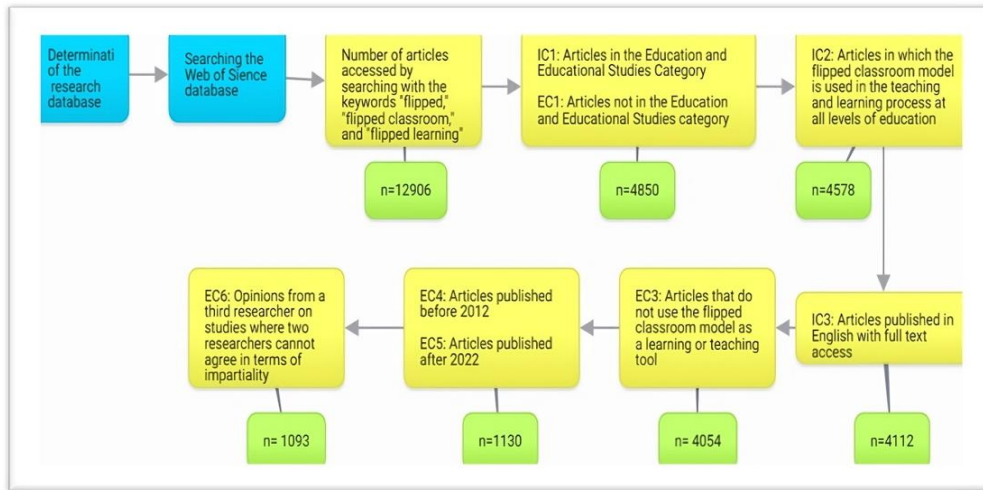 Determinati
of the
research
database
Searching the
Web of Sience
database
Number of articles
accessed by
searching with the
keywords "flipped,"
"flipped classroom,"
and "flipped learning"
IC1: Articles in the Education and
Educational Studies Category
EC1: Articles not in the Education
and Educational Studies category
IC2: Articles in which the
flipped classroom model
is used in the teaching
and learning process at
all levels of education
n=12906
n=4850
n=4578
EC6: Opinions from a
third researcher on
studies where two
researchers cannot
agree in terms of
impartiality
EC4: Articles published
before 2012
EC5: Articles published
after 2022
EC3: Articles that do
not use the flipped
classroom model as
a learning or teaching
tool
IC3: Articles published in
English with full text
access
n= 1093
n=1130
n= 4054
n=4112